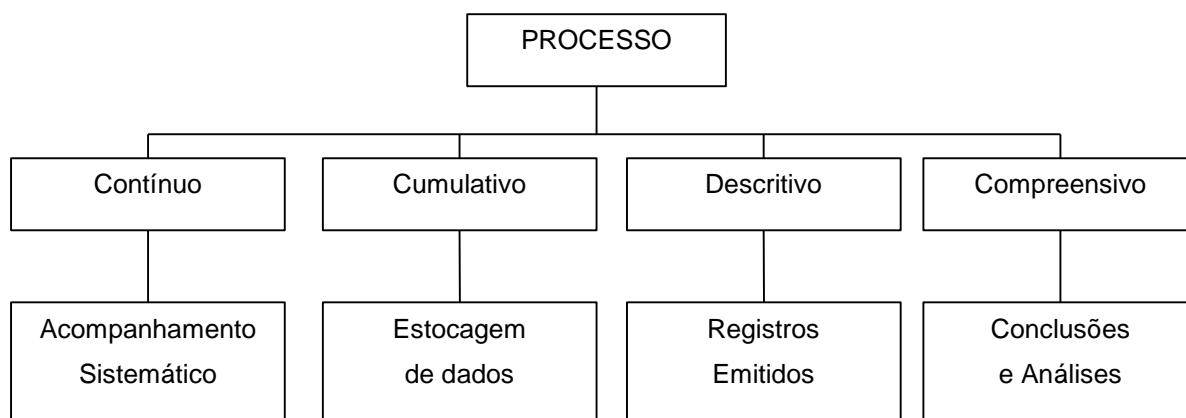 PROCESSO
Contínuo
Cumulativo
Descritivo
Compreensivo
Acompanhamento
Sistemático
Estocagem
de dados
Registros
Emitidos
Conclusões
e Análises